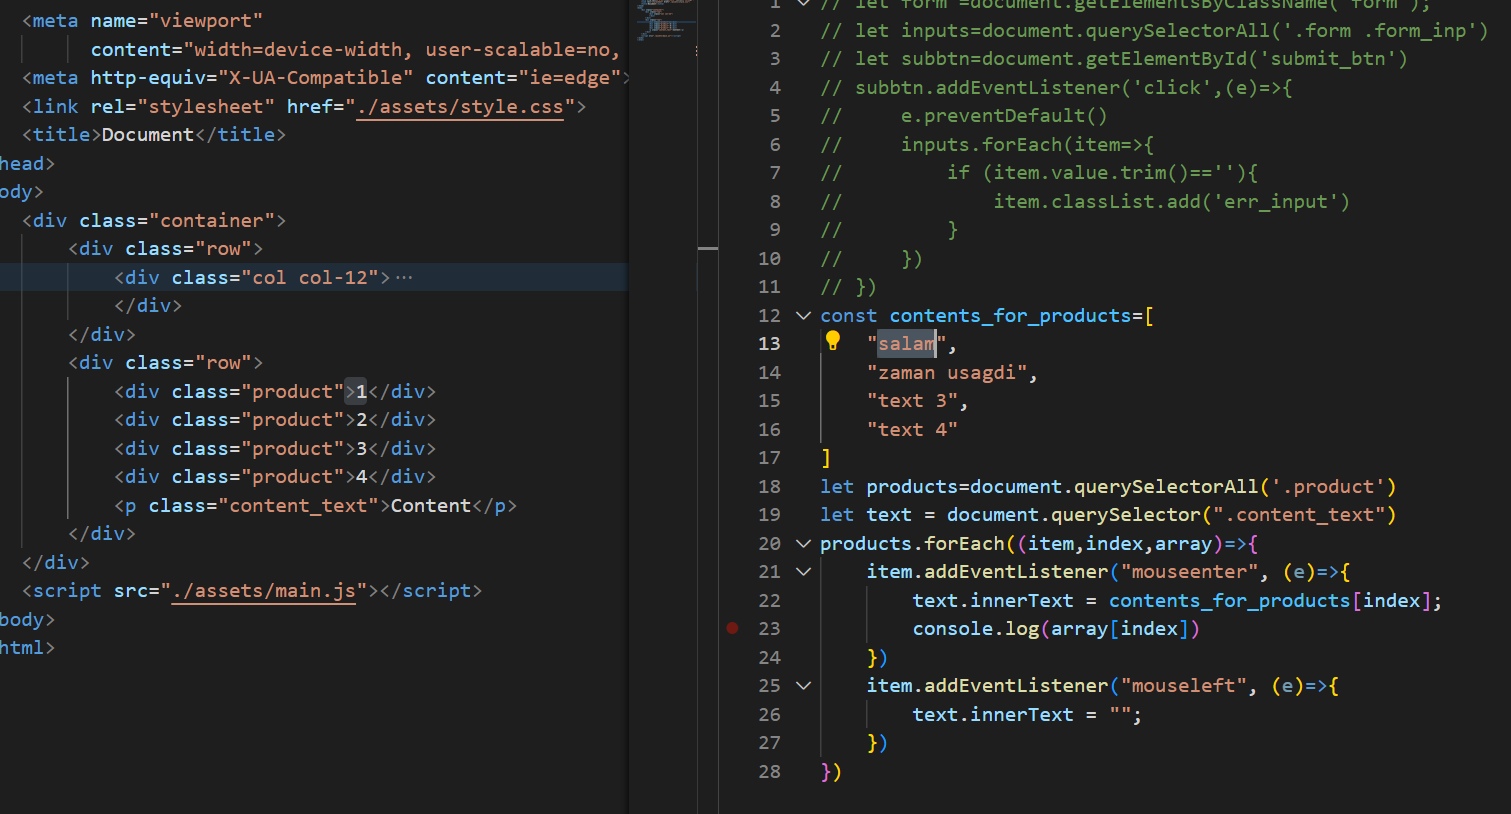 <meta name="viewport"
content="width=device-width, user-scalable=no,
<meta http-equiv="X-UA-Compatible" content="ie=edge">
<link rel="stylesheet" href="./assets/style.css">
<title>Document</title>
head>
ody>
<div class="container">
<div class="row">
<div class="col col-12">···
</div>
</div>
<div class="row">
<div class="product">1</div>
<div class="product">2</div>
<div class="product">3</div>
<div class="product">4</div>
<p class="content_text">Content</p>
</div>
</div>
<script src="./assets/main.js"></script>
body>
html>
1 // let form =document.getElementsByClassName('form');
2 // let inputs=document.querySelectorAll('.form .form_inp')
3 // let subbtn=document.getElementById('submit_btn')
4 // subbtn.addEventListener('click',(e)=>{
5 // e.preventDefault()
6 // inputs.forEach(item=>{
7 // if (item.value.trim()==''){
8 // item.classList.add('err_input')
9 // }
10 // })
11 // })
12 const contents_for_products=[
13 "salam",
14 "zaman usagdi",
15 "text 3",
16 "text 4"
17 ]
18 let products=document.querySelectorAll('.product')
19 let text = document.querySelector(".content_text")
20 products.forEach((item,index,array)=>{
21 item.addEventListener("mouseenter", (e)=>{
22 text.innerText = contents_for_products[index];
23 console.log(array[index])
24 })
25 item.addEventListener("mouseleft", (e)=>{
26 text.innerText = "";
27 })
28 })